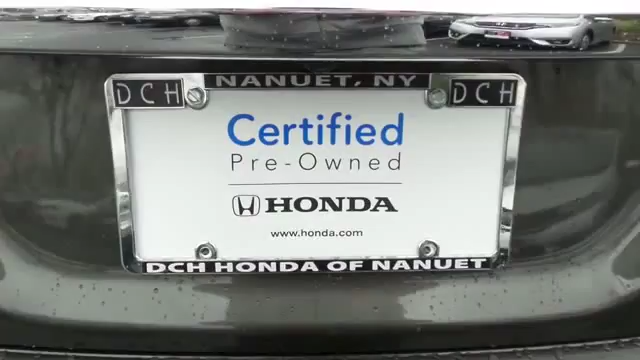 NANUET, NY
DCH DCH
Certified
Pre-Owned
HONDA
www.honda.com
DCH HONDA OF NANUET